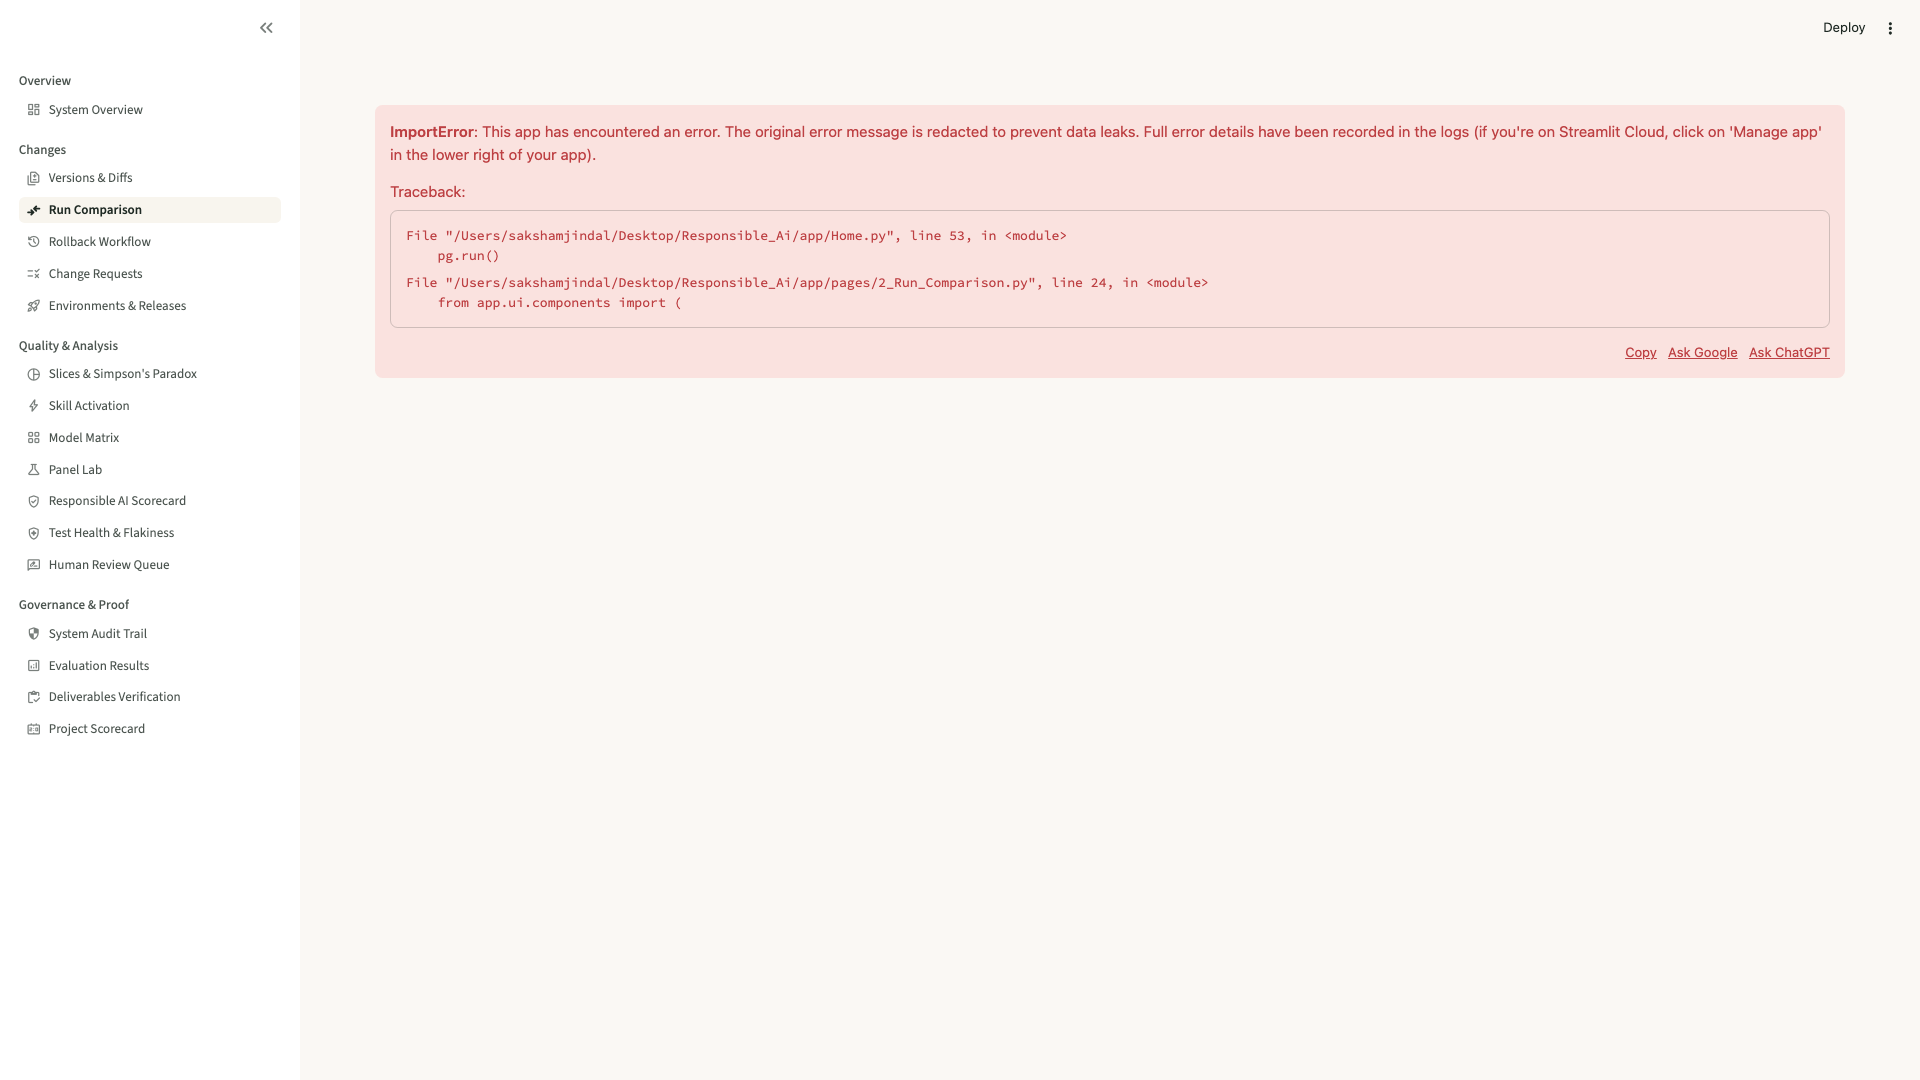 Deploy
Overview
System Overview
Changes
Versions & Diffs
Run Comparison
Rollback Workflow
Change Requests
Environments & Releases
Quality & Analysis
Slices & Simpson's Paradox
Skill Activation
Model Matrix
Panel Lab
Responsible AI Scorecard
Test Health & Flakiness
Human Review Queue
Governance & Proof
System Audit Trail
Evaluation Results
Deliverables Verification
Project Scorecard
ImportError: This app has encountered an error. The original error message is redacted to prevent data leaks. Full error details have been recorded in the logs (if you're on Streamlit Cloud, click on 'Manage app'
in the lower right of your app).
Traceback:
File "/Users/sakshamjindal/Desktop/Responsible_Ai/app/Home.py", line 53, in <module>
    pg.run()
File "/Users/sakshamjindal/Desktop/Responsible_Ai/app/pages/2_Run_Comparison.py", line 24, in <module>
    from app.ui.components import (
Copy Ask Google Ask ChatGPT